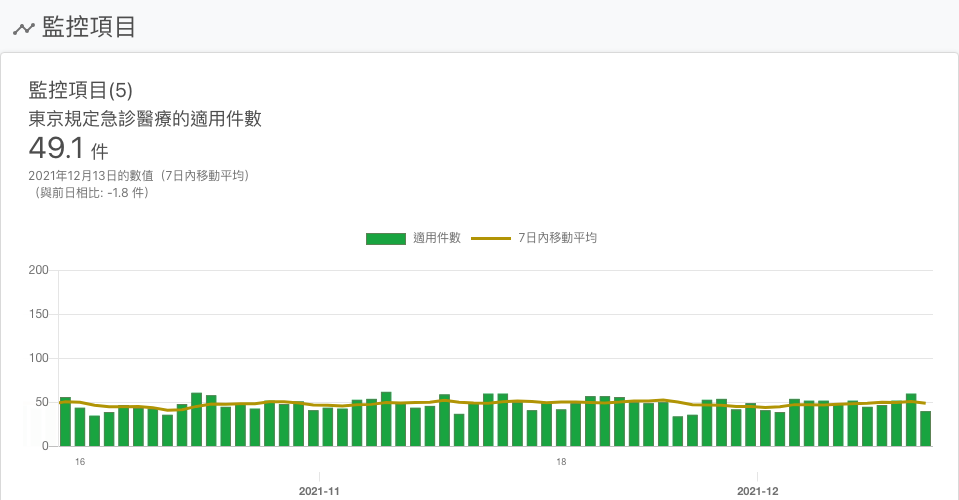 監控項目
監控項目(5)
東京規定急診醫療的適用件數
49.1 件
2021年12月13日的數值（7日內移動平均）
（與前日相比: -1.8 件）
適用件數 7日內移動平均
200
150
100
50
0
16 18
2021-11 2021-12